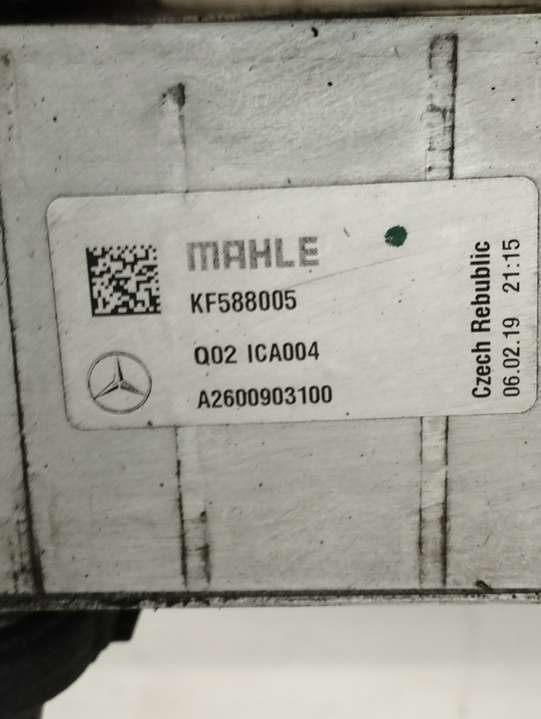 MAHLE
KF588005
Q02 ICA004
A2600903100
Czech Rebublic
06.02.19 21:15